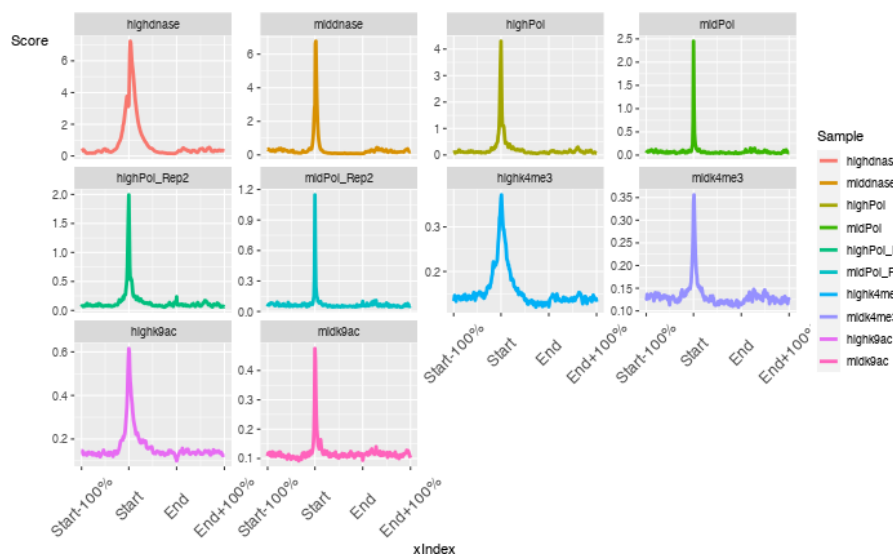 highdnase middnase highPol midPol
Score
6 4 2 0
6 4 2 0
4 3 2 1 0
2.5 2.0 1.5 1.0 0.5 0.0
highPol_Rep2 midPol_Rep2 highk4me3 midk4me3
2.0 1.5 1.0 0.5 0.0
1.2 0.9 0.6 0.3 0.0
0.3 0.2
0.35 0.30 0.25 0.20 0.15 0.10
highk9ac midk9ac
0.6 0.4 0.2
0.4 0.3 0.2 0.1
Start-100% Start End End+100%
Start-100% Start End End+100%
Start-100% Start End End+100%
Start-100% Start End End+100%
xIndex
Sample
highdnase
middnase
highPol
midPol
highPol_
midPol_R
highk4me
midk4me3
highk9ac
midk9ac